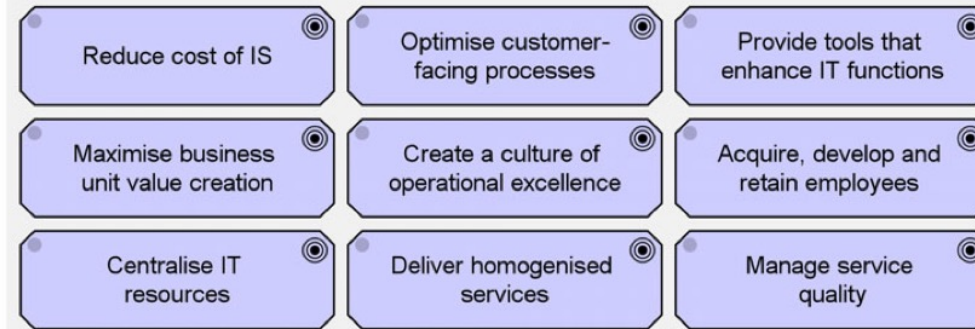 Reduce cost of IS
Optimise customer-
facing processes
Provide tools that
enhance IT functions
Maximise business
unit value creation
Create a culture of
operational excellence
Acquire, develop and
retain employees
Centralise IT
resources
Deliver homogenised
services
Manage service
quality